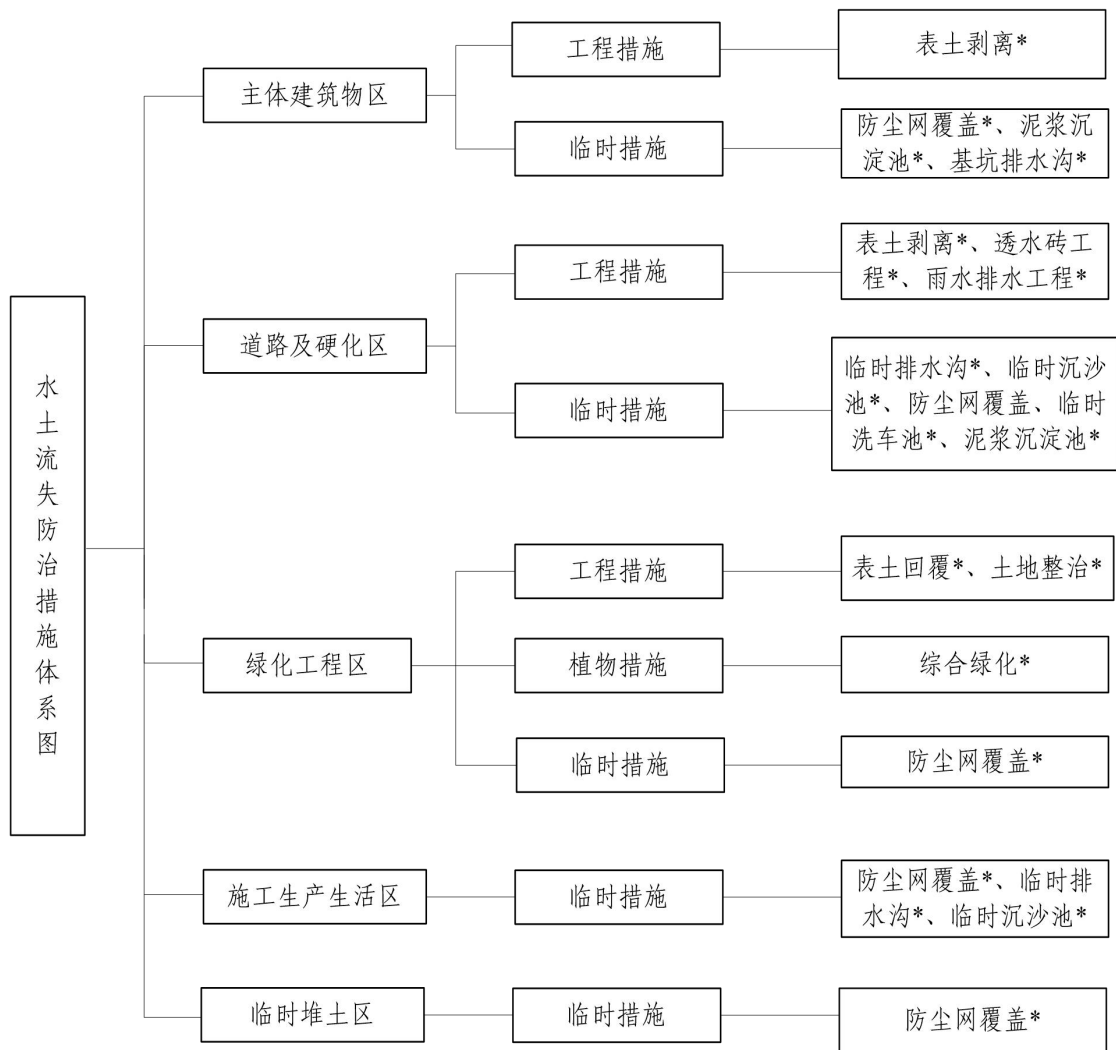 水土流失防治措施体系图
主体建筑物区
工程措施
表土剥离*
临时措施
防尘网覆盖*、泥浆沉
淀池*、基坑排水沟*
道路及硬化区
工程措施
表土剥离*、透水砖工
程*、雨水排水工程*
临时措施
临时排水沟*、临时沉沙
池*、防尘网覆盖、临时
洗车池*、泥浆沉淀池*
绿化工程区
工程措施
表土回覆*、土地整治*
植物措施
综合绿化*
临时措施
防尘网覆盖*
施工生产生活区
临时措施
防尘网覆盖*、临时排
水沟*、临时沉沙池*
临时堆土区
临时措施
防尘网覆盖*